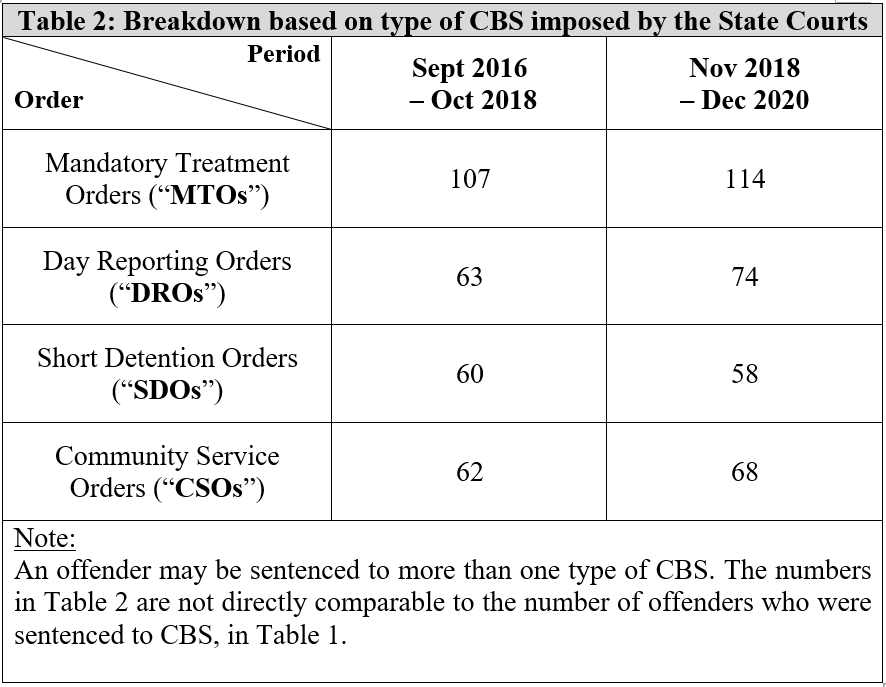 Table 2: Breakdown based on type of CBS imposed by the State Courts
Period
Order
Sept 2016
– Oct 2018
Nov 2018
– Dec 2020
Mandatory Treatment
Orders (“MTOs”)
107
114
Day Reporting Orders
(“DROs”)
63
74
Short Detention Orders
(“SDOs”)
60
58
Community Service
Orders (“CSOs”)
62
68
Note:
An offender may be sentenced to more than one type of CBS. The numbers
in Table 2 are not directly comparable to the number of offenders who were
sentenced to CBS, in Table 1.